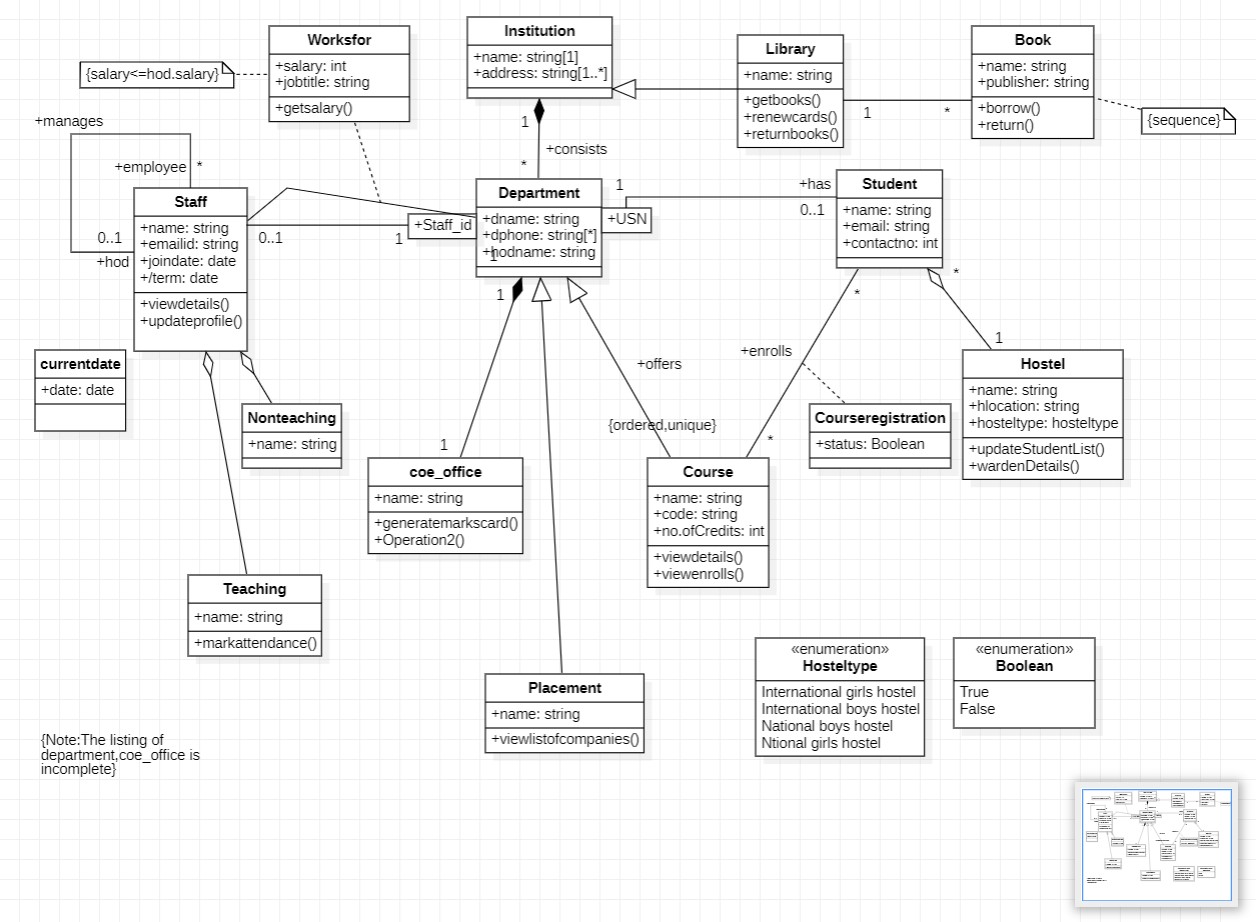 Worksfor
+salary: int
+jobtitle: string
+getsalary()
{salary<=hod.salary}
Institution
+name: string[1]
+address: string[1..*]
Library
+name: string
+getbooks()
+renewcards()
+returnbooks()
1
*
Book
+name: string
+publisher: string
+borrow()
+return()
{sequence}
1
+consists
*
+manages
+employee
*
0..1
+hod
Staff
+name: string
+emailid: string
+joindate: date
+/term: date
+viewdetails()
+updateprofile()
0..1
1
+Staff_id
Department
+dname: string
+dphone: string[*]
+hodname: string
1
+USN
1
+has
0..1
Student
+name: string
+email: string
+contactno: int
*
*
1
1
+offers
+enrolls
{ordered,unique}
*
1
currentdate
+date: date
Nonteaching
+name: string
coe_office
+name: string
+generatemarkscard()
+Operation2()
Course
+name: string
+code: string
+no.ofCredits: int
+viewdetails()
+viewenrolls()
Courseregistration
+status: Boolean
Hostel
+name: string
+hlocation: string
+hosteltype: hosteltype
+updateStudentList()
+wardenDetails()
Teaching
+name: string
+markattendance()
Placement
+name: string
+viewlistofcompanies()
«enumeration»
Hosteltype
International girls hostel
International boys hostel
National boys hostel
Ntional girls hostel
«enumeration»
Boolean
True
False
{Note:The listing of
department,coe_office is
incomplete}